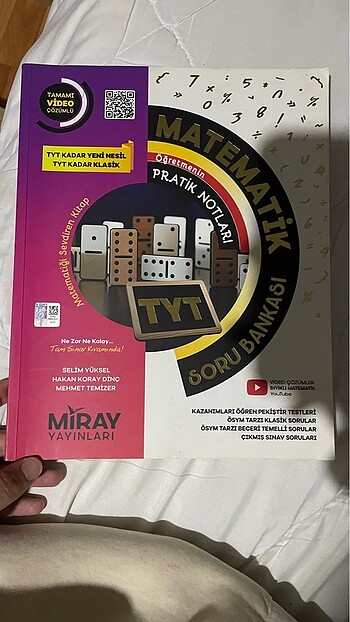 TAMAMI
VİDEO
ÇÖZÜMLÜ
TYT KADAR YENİ NESİL
TYT KADAR KLASİK
MATEMATİK
Öğretmenin
PRATİK NOTLARI
Matematiği Sevdiren Kitap
TYT
SORU BANKASI
Ne Zor Ne Kolay...
Tam Sınav Kıvamında!
SELİM YÜKSEL
HAKAN KORAY DİNÇ
MEHMET TEMİZER
MİRAY
YAYINLARI
VİDEO ÇÖZÜMLERİ
BIYIKLI MATEMATİK
YouTube
KAZANIMLARI ÖĞREN PEKİŞTİR TESTLERİ
ÖSYM TARZI KLASİK SORULAR
ÖSYM TARZI BECERİ TEMELLİ SORULAR
ÇIKMIŞ SINAV SORULARI